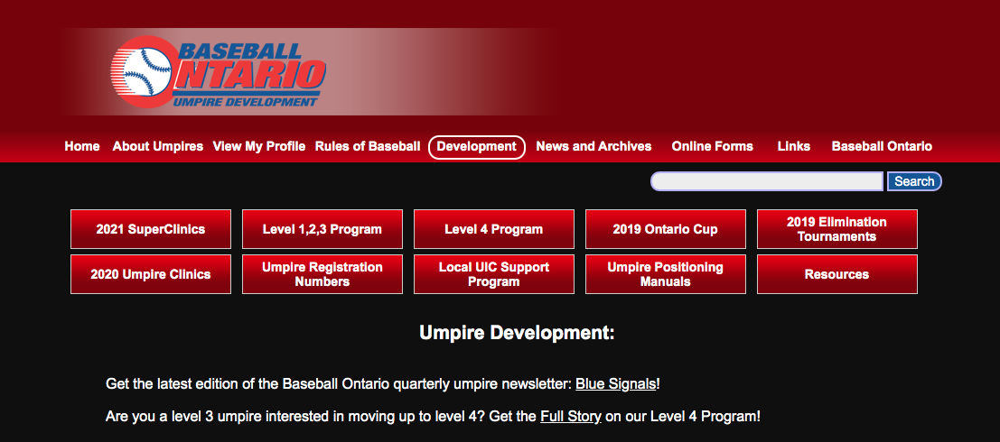 BASEBALL
ONTARIO
UMPIRE DEVELOPMENT
Home About Umpires View My Profile Rules of Baseball Development News and Archives Online Forms Links Baseball Ontario
Search
2021 SuperClinics Level 1,2,3 Program Level 4 Program 2019 Ontario Cup 2019 Elimination Tournaments
2020 Umpire Clinics Umpire Registration Numbers Local UIC Support Program Umpire Positioning Manuals Resources
Umpire Development:
Get the latest edition of the Baseball Ontario quarterly umpire newsletter: Blue Signals!
Are you a level 3 umpire interested in moving up to level 4? Get the Full Story on our Level 4 Program!